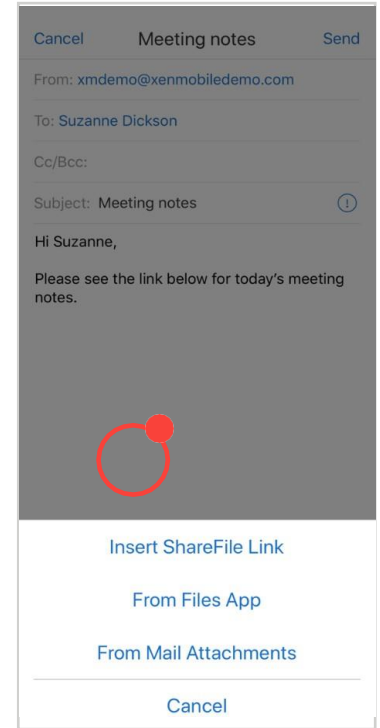 Cancel Meeting notes Send
From: xmdemo@xenmobiledemo.com
To: Suzanne Dickson
Cc/Bcc:
Subject: Meeting notes
Hi Suzanne,
Please see the link below for today's meeting
notes.
Insert ShareFile Link
From Files App
From Mail Attachments
Cancel